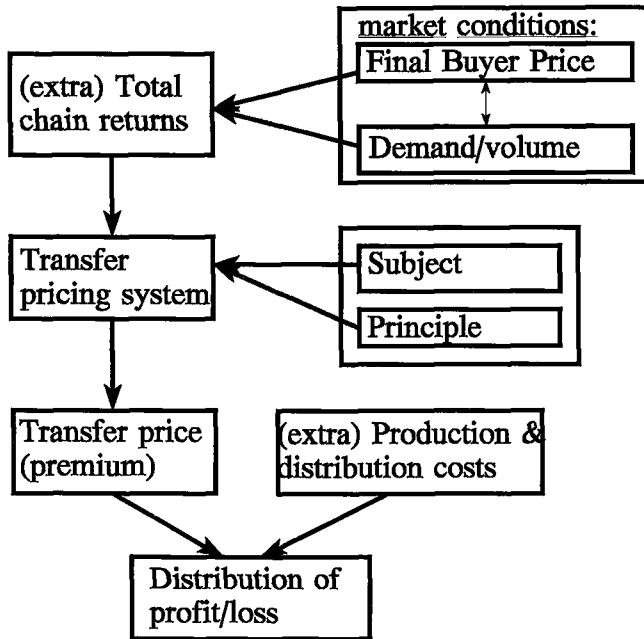 market conditions:
Final Buyer Price
(extra) Total
chain returns
Demand/volume
Transfer
pricing system
Subject
Principle
Transfer price
(premium)
(extra) Production &
distribution costs
Distribution of
profit/loss